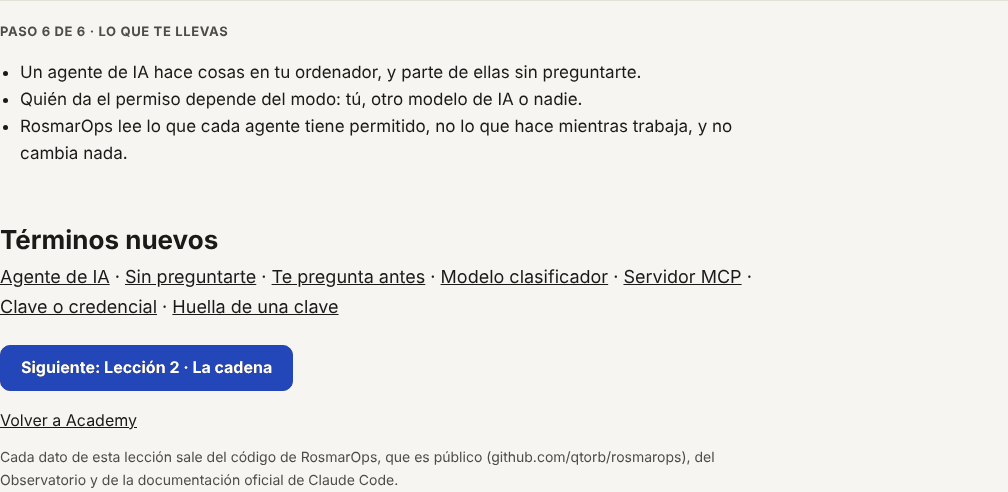 PASO 6 DE 6 · LO QUE TE LLEVAS
• Un agente de IA hace cosas en tu ordenador, y parte de ellas sin preguntarte.
• Quién da el permiso depende del modo: tú, otro modelo de IA o nadie.
• RosmarOps lee lo que cada agente tiene permitido, no lo que hace mientras trabaja, y no
cambia nada.
Términos nuevos
Agente de IA · Sin preguntarte · Te pregunta antes · Modelo clasificador · Servidor MCP ·
Clave o credencial · Huella de una clave
Siguiente: Lección 2 · La cadena
Volver a Academy
Cada dato de esta lección sale del código de RosmarOps, que es público (github.com/qtorb/rosmarops), del
Observatorio y de la documentación oficial de Claude Code.